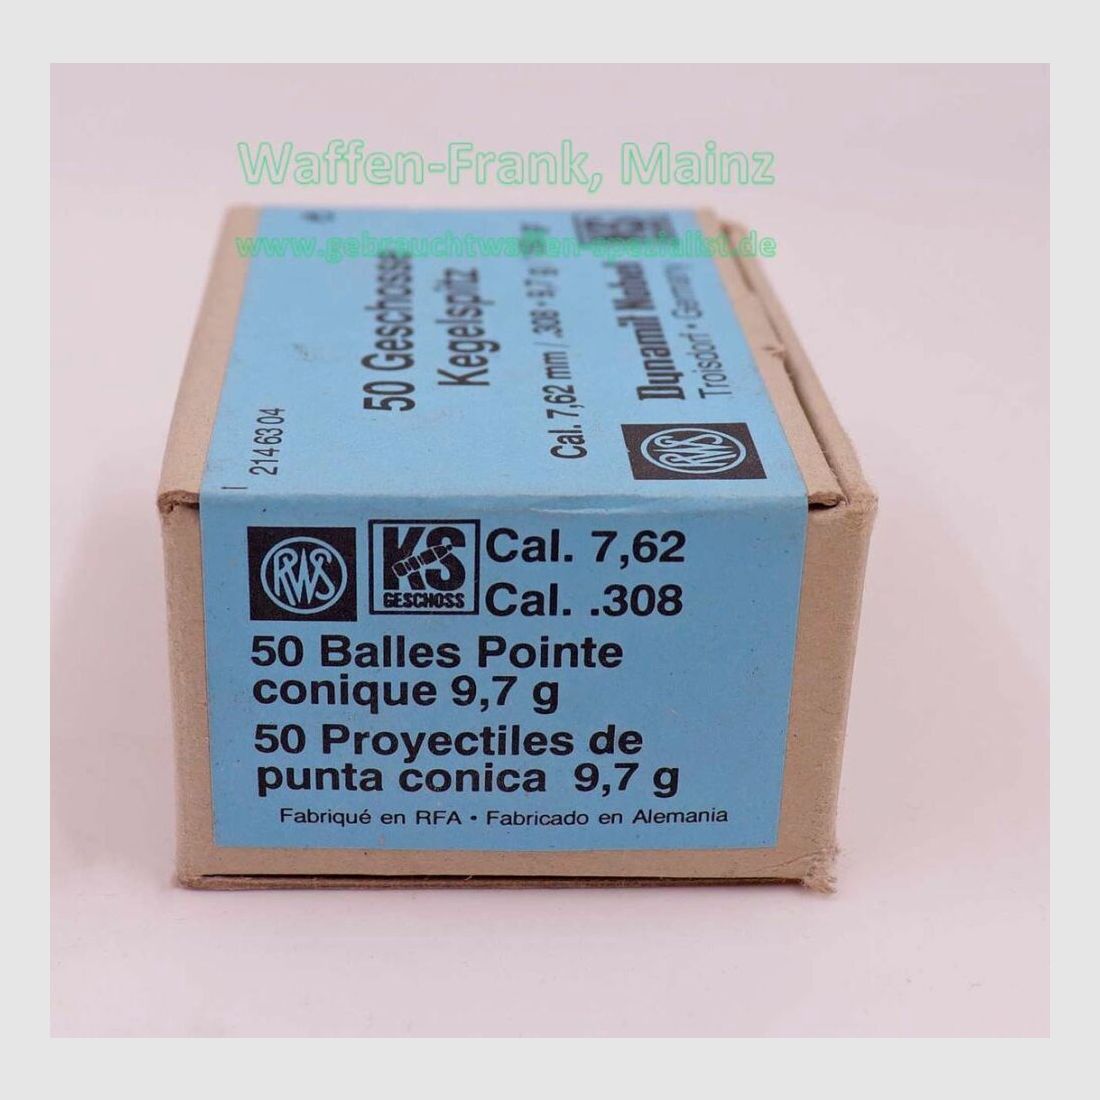 Waffen-Frank, Mainz
www.gebrauchtwaffen-spezialist.de
50 Geschosse
Kegelspitz
Cal. 7,62 mm / .308 • 9,7 g
Dynamit Nobel
Troisdorf • Germany
RWS
214 63 04
RWS
KS
GESCHOSS
Cal. 7,62
Cal. .308
50 Balles Pointe
conique 9,7 g
50 Proyectiles de
punta conica 9,7 g
Fabriqué en RFA • Fabricado en Alemania